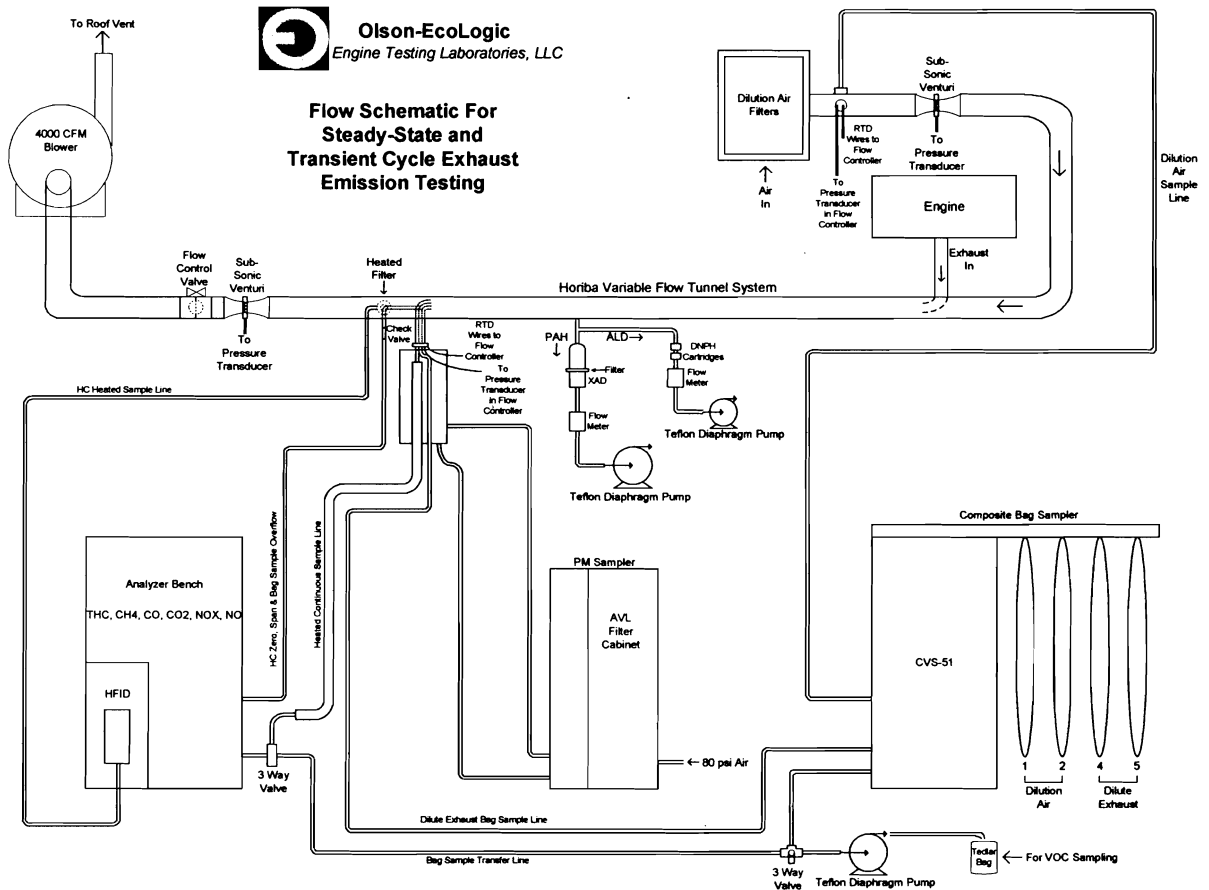 To Roof Vent
Olson-EcoLogic
Engine Testing Laboratories, LLC
Flow Schematic For
Steady-State and
Transient Cycle Exhaust
Emission Testing
4000 CFM
Blower
Dilution Air
Filters
Sub-
Sonic
Venturi
RTD
Wires to
Flow
Controller
To
Pressure
Transducer
To
Pressure
Transducer
in Flow
Controller
Air
In
Dilution
Air
Sample
Line
Engine
Exhaust
In
Flow
Control
Valve
Sub-
Sonic
Venturi
Heated
Filter
Horiba Variable Flow Tunnel System
To
Pressure
Transducer
Check
Valve
RTD
Wires to
Flow
Controller
To
Pressure
Transducer
in Flow
Controller
PAH
ALD
DNPH
Cartridges
Filter
XAD
Flow
Meter
Flow
Meter
Teflon Diaphragm Pump
Teflon Diaphragm Pump
HC Heated Sample Line
HC Zero, Span & Bag Sample Overflow
Heated Continuous Sample Line
Analyzer Bench
THC, CH4, CO, CO2, NOX, NO
HFID
3 Way
Valve
PM Sampler
AVL
Filter
Cabinet
80 psi Air
Composite Bag Sampler
CVS-51
1 2 4 5
Dilution
Air
Dilute
Exhaust
Dilute Exhaust Bag Sample Line
Bag Sample Transfer Line
3 Way
Valve
Teflon Diaphragm Pump
Tedlar
Bag
For VOC Sampling